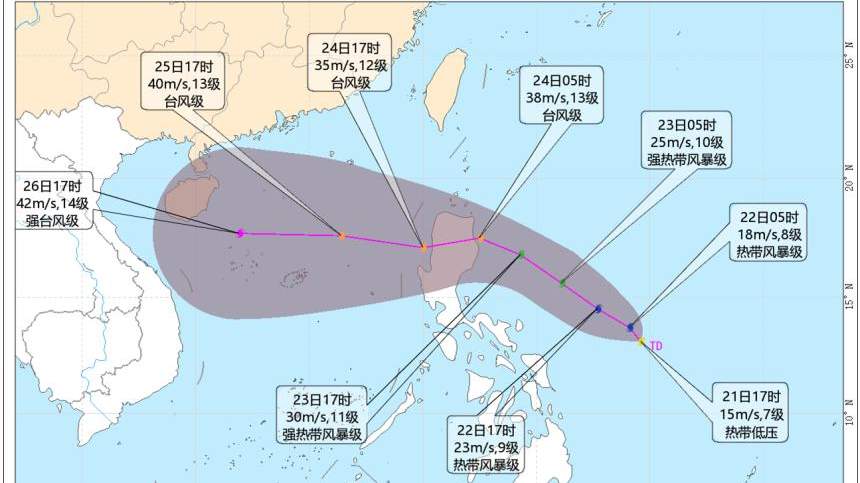 24日17时
35m/s,12级
台风级
25日17时
40m/s,13级
台风级
24日05时
38m/s,13级
台风级
23日05时
25m/s,10级
强热带风暴级
26日17时
42m/s,14级
强台风级
22日05时
18m/s,8级
热带风暴级
TD
21日17时
15m/s,7级
热带低压
23日17时
30m/s,11级
强热带风暴级
22日17时
23m/s,9级
热带风暴级
25°N
20°N
15°N
10°N